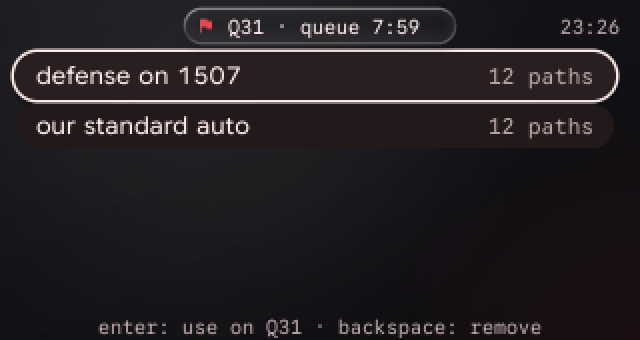 Q31 · queue 7:59
23:26
defense on 1507
12 paths
our standard auto
12 paths
enter: use on Q31 · backspace: remove